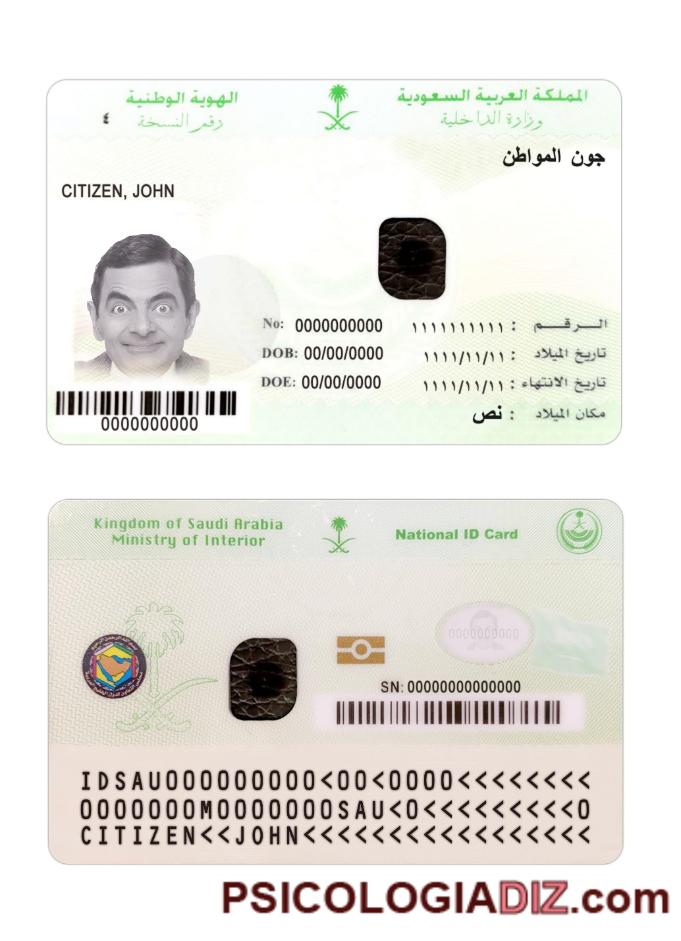 المملكة العربية السعودية
وزارة الداخلية
الهوية الوطنية
رقم النسخة ٤
جون المواطن
CITIZEN, JOHN
No: 0000000000
الـــرقـــم : ١١١١١١١١١١
DOB: 00/00/0000
تاريخ الميلاد : ١١١١/١١/١١
DOE: 00/00/0000
تاريخ الانتهاء : ١١١١/١١/١١
مكان الميلاد : نص
0000000000
Kingdom of Saudi Arabia
Ministry of Interior
National ID Card
0000000000
SN: 00000000000000
IDSAU0000000000<00<0000<<<<<<<<
0000000M0000000SAU<0<<<<<<<<<<0
CITIZEN<<JOHN<<<<<<<<<<<<<<<<<<
PSICOLOGIADIZ.com